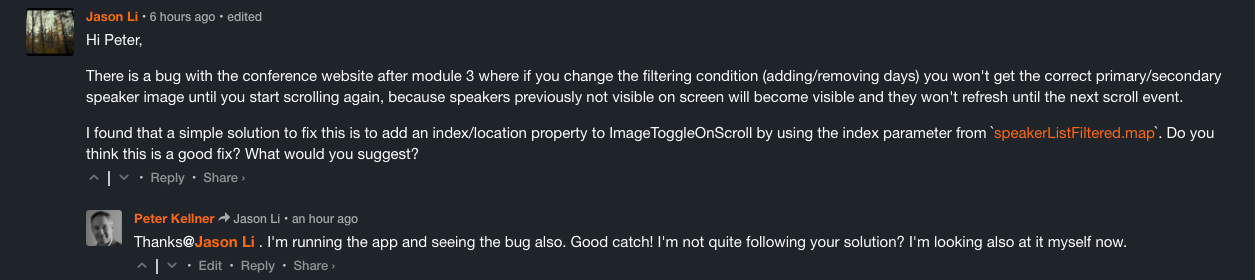 Jason Li • 6 hours ago • edited
Hi Peter,
There is a bug with the conference website after module 3 where if you change the filtering condition (adding/removing days) you won't get the correct primary/secondary
speaker image until you start scrolling again, because speakers previously not visible on screen will become visible and they won't refresh until the next scroll event.
I found that a simple solution to fix this is to add an index/location property to ImageToggleOnScroll by using the index parameter from `speakerListFiltered.map`. Do you
think this is a good fix? What would you suggest?
• Reply • Share ›
Peter Kellner Jason Li • an hour ago
Thanks@Jason Li . I'm running the app and seeing the bug also. Good catch! I'm not quite following your solution? I'm looking also at it myself now.
• Edit • Reply • Share ›